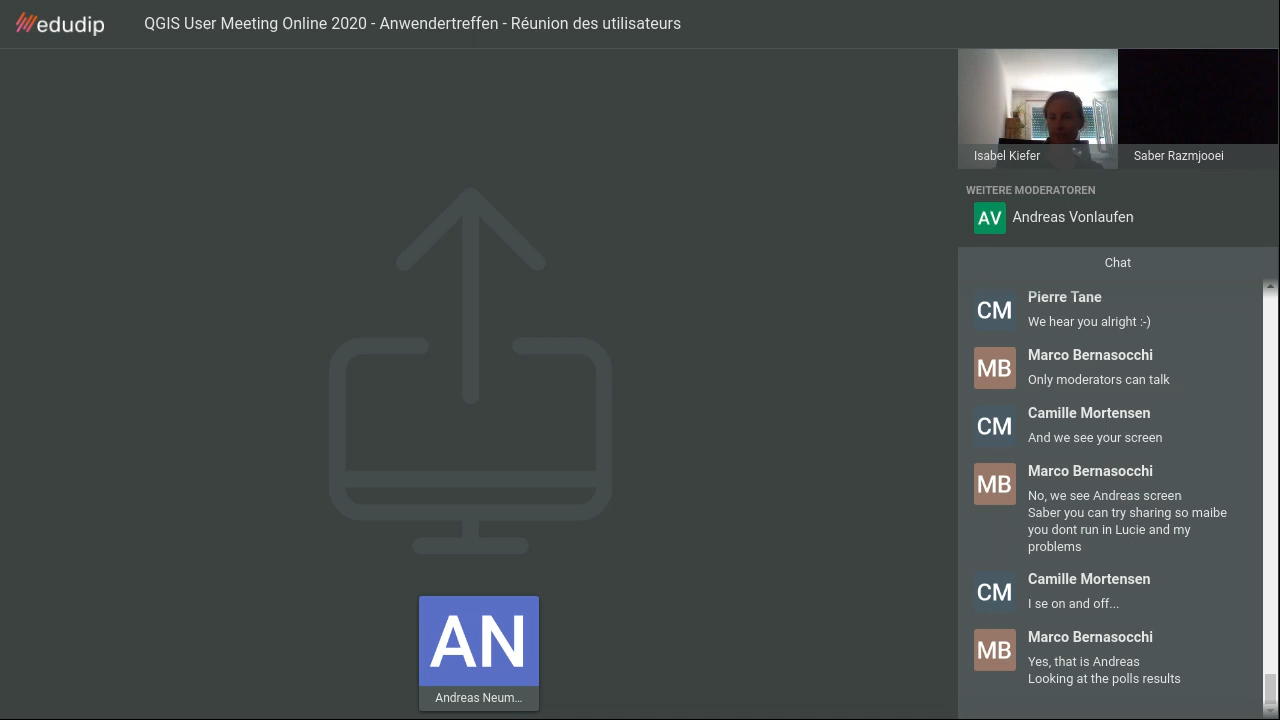 edudip
QGIS User Meeting Online 2020 - Anwendertreffen - Réunion des utilisateurs
Isabel Kiefer
Saber Razmjooei
WEITERE MODERATOREN
AV
Andreas Vonlaufen
Chat
CM
Pierre Tane
We hear you alright :-)
MB
Marco Bernasocchi
Only moderators can talk
CM
Camille Mortensen
And we see your screen
MB
Marco Bernasocchi
No, we see Andreas screen
Saber you can try sharing so maibe
you dont run in Lucie and my
problems
CM
Camille Mortensen
I se on and off...
MB
Marco Bernasocchi
Yes, that is Andreas
Looking at the polls results
AN
Andreas Neum...